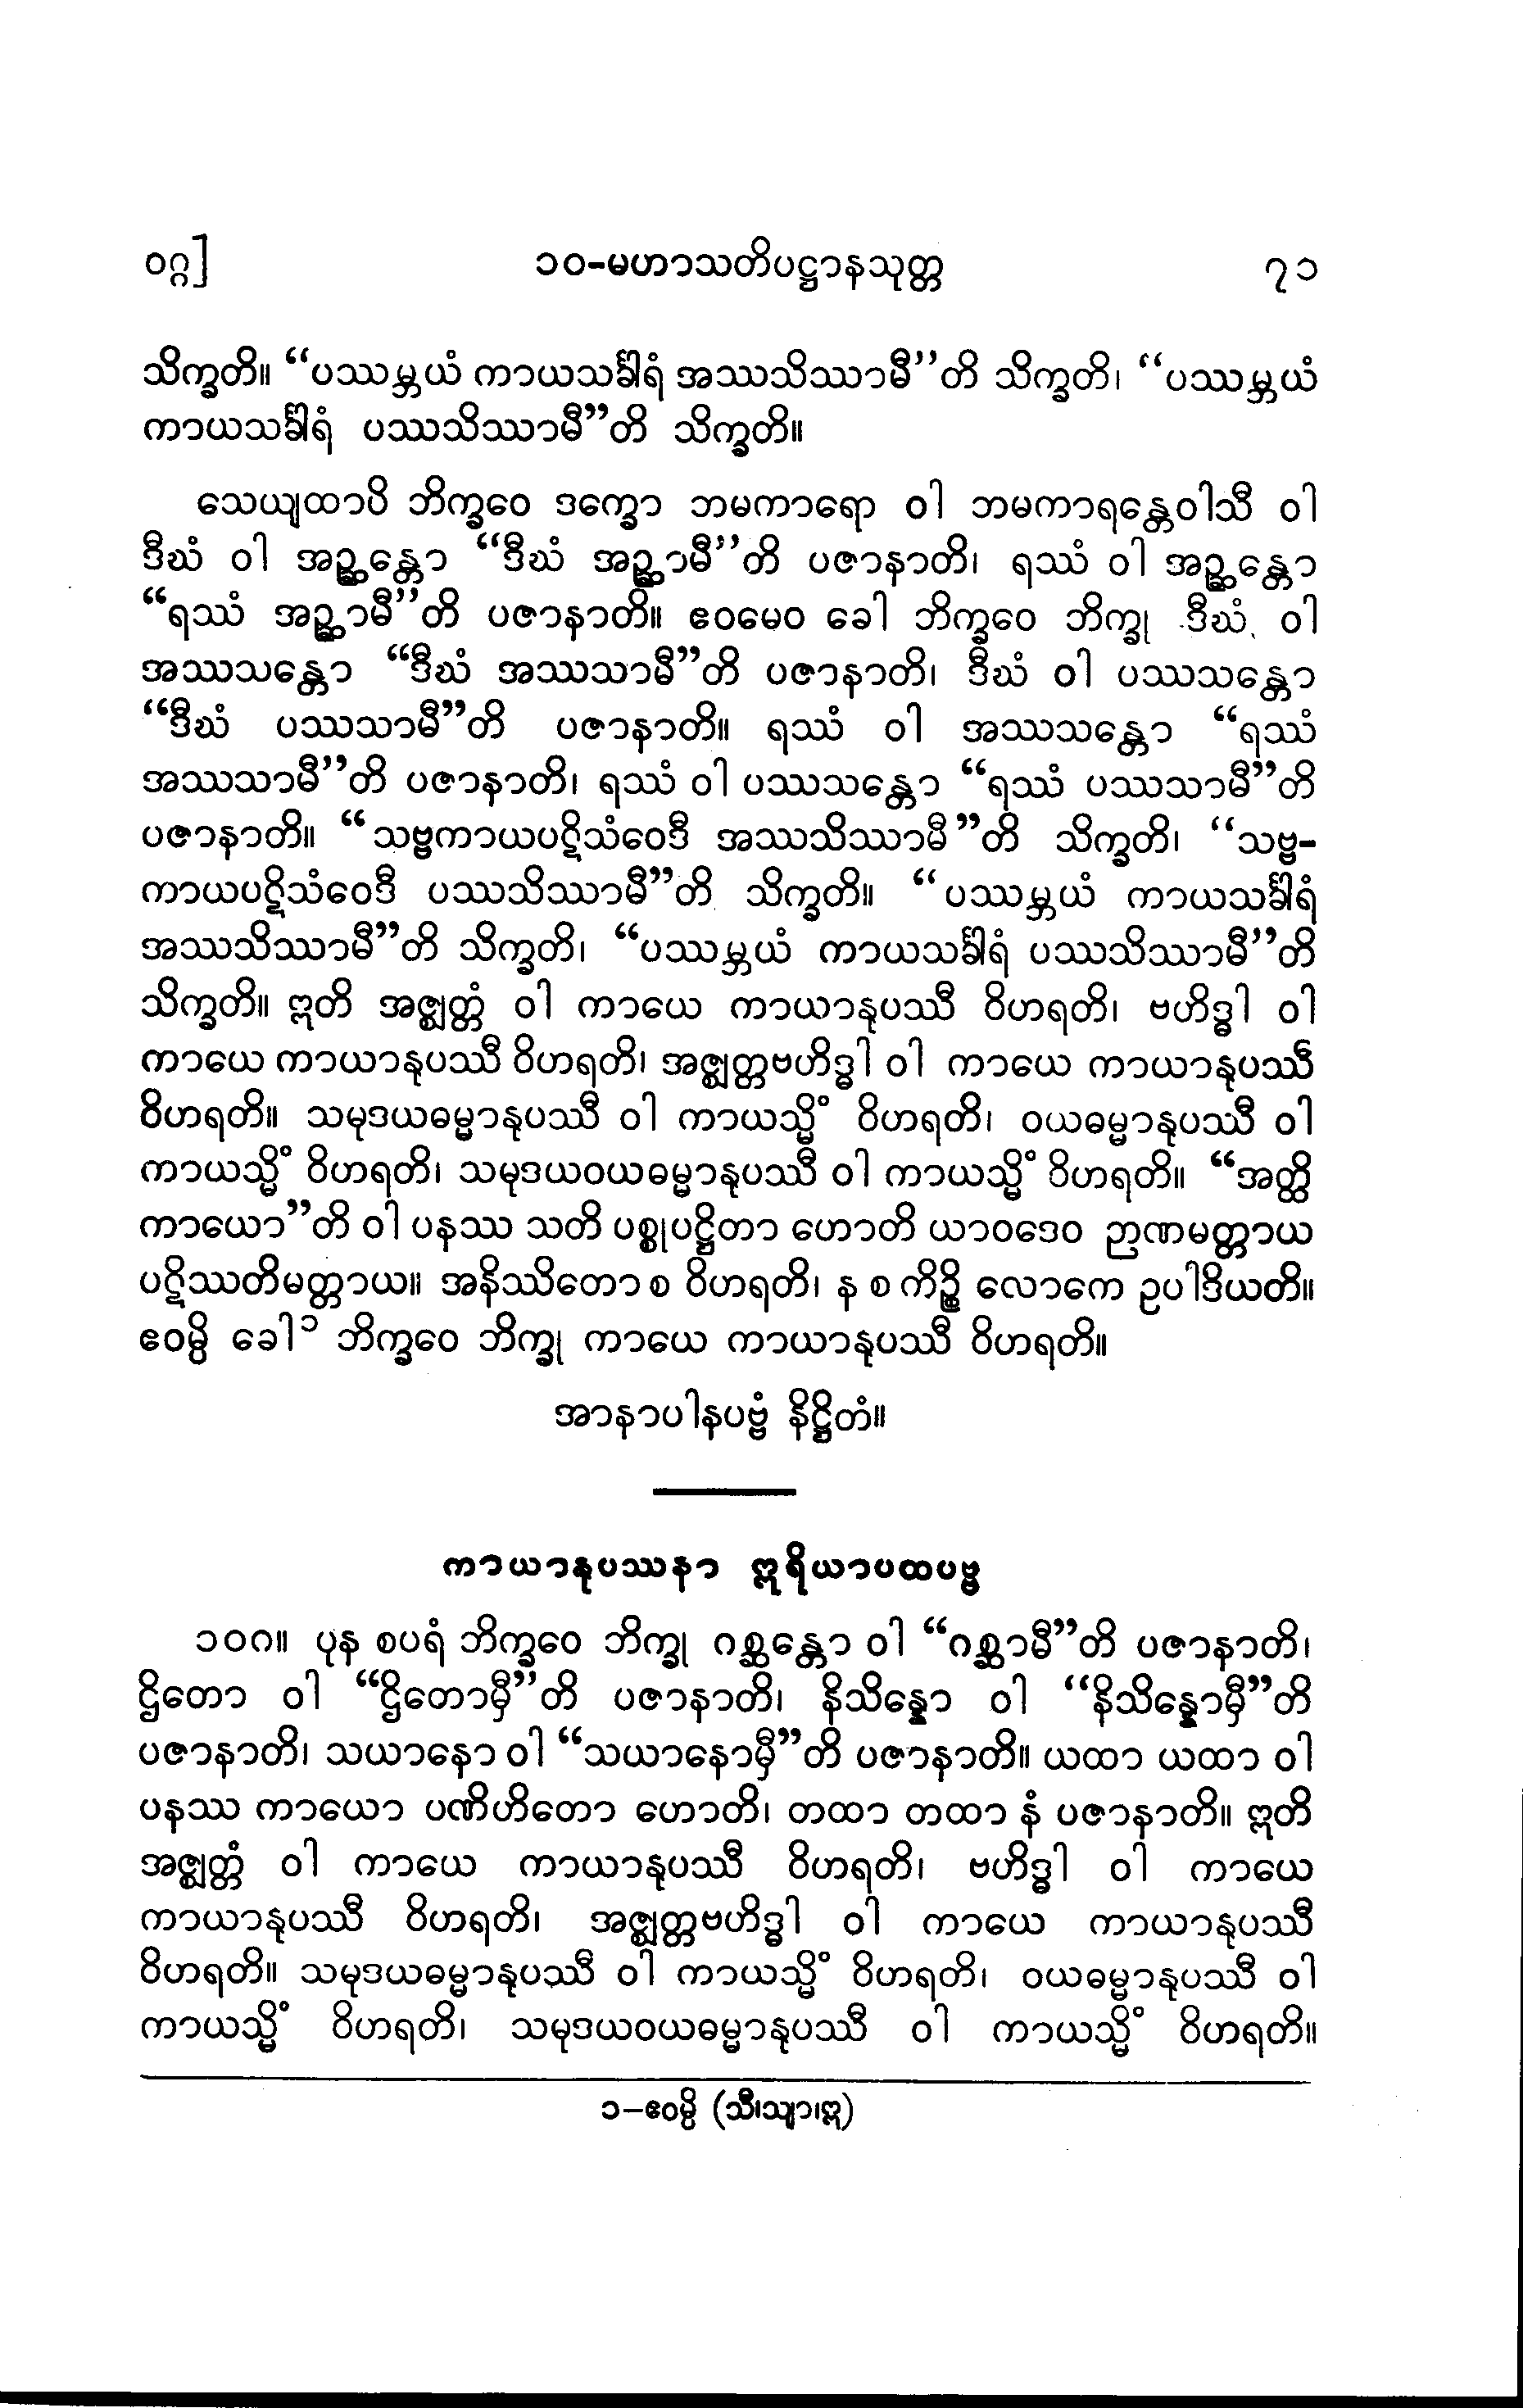 ၀ဂ္ဂ] ၁၀-မဟာသတိပဋ္ဌာနသုတ္တ ၇၁
သိက္ခတိ။ “ပဿမ္ဘယံ ကာယသင်္ခါရံ အဿသိဿာမီ”တိ သိက္ခတိ၊ “ပဿမ္ဘယံ
ကာယသင်္ခါရံ ပဿသိဿာမီ”တိ သိက္ခတိ။
သေယျထာပိ ဘိက္ခဝေ ဒက္ခော ဘမကာရော ဝါ ဘမကာရန္တေဝါသီ ဝါ
ဒီဃံ ဝါ အဉ္ဆန္တော “ဒီဃံ အဉ္ဆာမီ”တိ ပဇာနာတိ၊ ရဿံ ဝါ အဉ္ဆန္တော
“ရဿံ အဉ္ဆာမီ”တိ ပဇာနာတိ။ ဧဝမေဝ ခေါ ဘိက္ခဝေ ဘိက္ခု ဒီဃံ ဝါ
အဿသန္တော “ဒီဃံ အဿသာမီ”တိ ပဇာနာတိ၊ ဒီဃံ ဝါ ပဿသန္တော
“ဒီဃံ ပဿသာမီ”တိ ပဇာနာတိ။ ရဿံ ဝါ အဿသန္တော “ရဿံ
အဿသာမီ”တိ ပဇာနာတိ၊ ရဿံ ဝါ ပဿသန္တော “ရဿံ ပဿသာမီ”တိ
ပဇာနာတိ။ “သဗ္ဗကာယပဋိသံဝေဒီ အဿသိဿာမီ”တိ သိက္ခတိ၊ “သဗ္ဗ-
ကာယပဋိသံဝေဒီ ပဿသိဿာမီ”တိ သိက္ခတိ။ “ပဿမ္ဘယံ ကာယသင်္ခါရံ
အဿသိဿာမီ”တိ သိက္ခတိ၊ “ပဿမ္ဘယံ ကာယသင်္ခါရံ ပဿသိဿာမီ”တိ
သိက္ခတိ။ ဣတိ အဇ္ဈတ္တံ ဝါ ကာယေ ကာယာနုပဿီ ဝိဟရတိ၊ ဗဟိဒ္ဓါ ဝါ
ကာယေ ကာယာနုပဿီ ဝိဟရတိ၊ အဇ္ဈတ္တဗဟိဒ္ဓါ ဝါ ကာယေ ကာယာနုပဿီ
ဝိဟရတိ။ သမုဒယဓမ္မာနုပဿီ ဝါ ကာယသ္မိံ ဝိဟရတိ၊ ဝယဓမ္မာနုပဿီ ဝါ
ကာယသ္မိံ ဝိဟရတိ၊ သမုဒယဝယဓမ္မာနုပဿီ ဝါ ကာယသ္မိံ ဝိဟရတိ။ “အတ္ထိ
ကာယော”တိ ဝါ ပနဿ သတိ ပစ္စုပဋ္ဌိတာ ဟောတိ ယာဝဒေဝ ဉာဏမတ္တာယ
ပဋိဿတိမတ္တာယ။ အနိဿိတော စ ဝိဟရတိ၊ န စ ကိဉ္စိ လောကေ ဥပါဒိယတိ။
ဧဝမ္ပိ ခေါ၁ ဘိက္ခဝေ ဘိက္ခု ကာယေ ကာယာနုပဿီ ဝိဟရတိ။
အာနာပါနပဗ္ဗံ နိဋ္ဌိတံ။
ကာယာနုပဿနာ ဣရိယာပထပဗ္ဗ
၁၀၈။ ပုန စပရံ ဘိက္ခဝေ ဘိက္ခု ဂစ္ဆန္တော ဝါ “ဂစ္ဆာမီ”တိ ပဇာနာတိ၊
ဌိတော ဝါ “ဌိတောမှီ”တိ ပဇာနာတိ၊ နိသိန္နော ဝါ “နိသိန္နောမှီ”တိ
ပဇာနာတိ၊ သယာနော ဝါ “သယာနောမှီ”တိ ပဇာနာတိ။ ယထာ ယထာ ဝါ
ပနဿ ကာယော ပဏိဟိတော ဟောတိ၊ တထာ တထာ နံ ပဇာနာတိ။ ဣတိ
အဇ္ဈတ္တံ ဝါ ကာယေ ကာယာနုပဿီ ဝိဟရတိ၊ ဗဟိဒ္ဓါ ဝါ ကာယေ
ကာယာနုပဿီ ဝိဟရတိ၊ အဇ္ဈတ္တဗဟိဒ္ဓါ ဝါ ကာယေ ကာယာနုပဿီ
ဝိဟရတိ။ သမုဒယဓမ္မာနုပဿီ ဝါ ကာယသ္မိံ ဝိဟရတိ၊ ဝယဓမ္မာနုပဿီ ဝါ
ကာယသ္မိံ ဝိဟရတိ၊ သမုဒယဝယဓမ္မာနုပဿီ ဝါ ကာယသ္မိံ ဝိဟရတိ။
၁–ဧဝမ္ပိ (သီ၊သျာ၊ဣ)